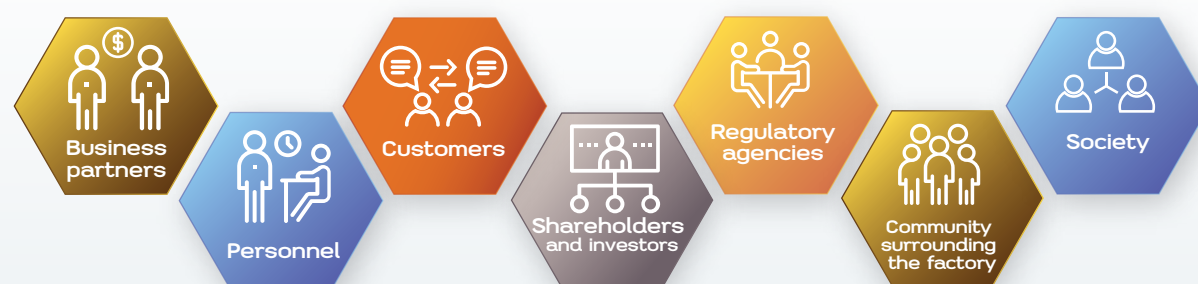 $
Business
partners
Personnel
Customers
Shareholders
and investors
Regulatory
agencies
Community
surrounding
the factory
Society